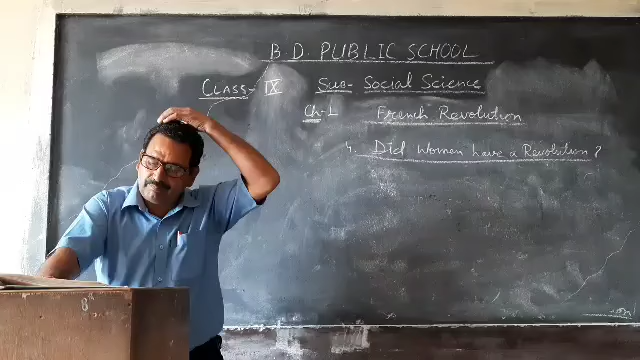 B. D. PUBLIC SCHOOL
CLASS- IX Sub- Social Science
Ch-1 French Revolution
4. Did Women have a Revolution?